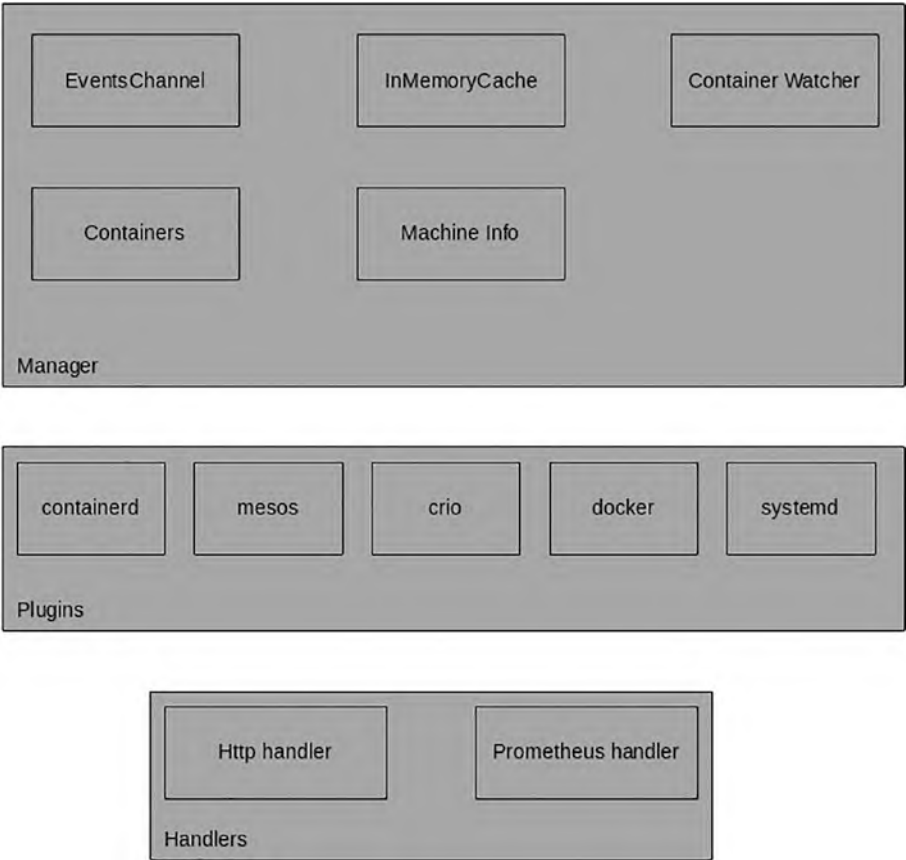 EventsChannel
InMemoryCache
Container Watcher
Containers
Machine Info
Manager
containerd
mesos
crio
docker
systemd
Plugins
Http handler
Prometheus handler
Handlers